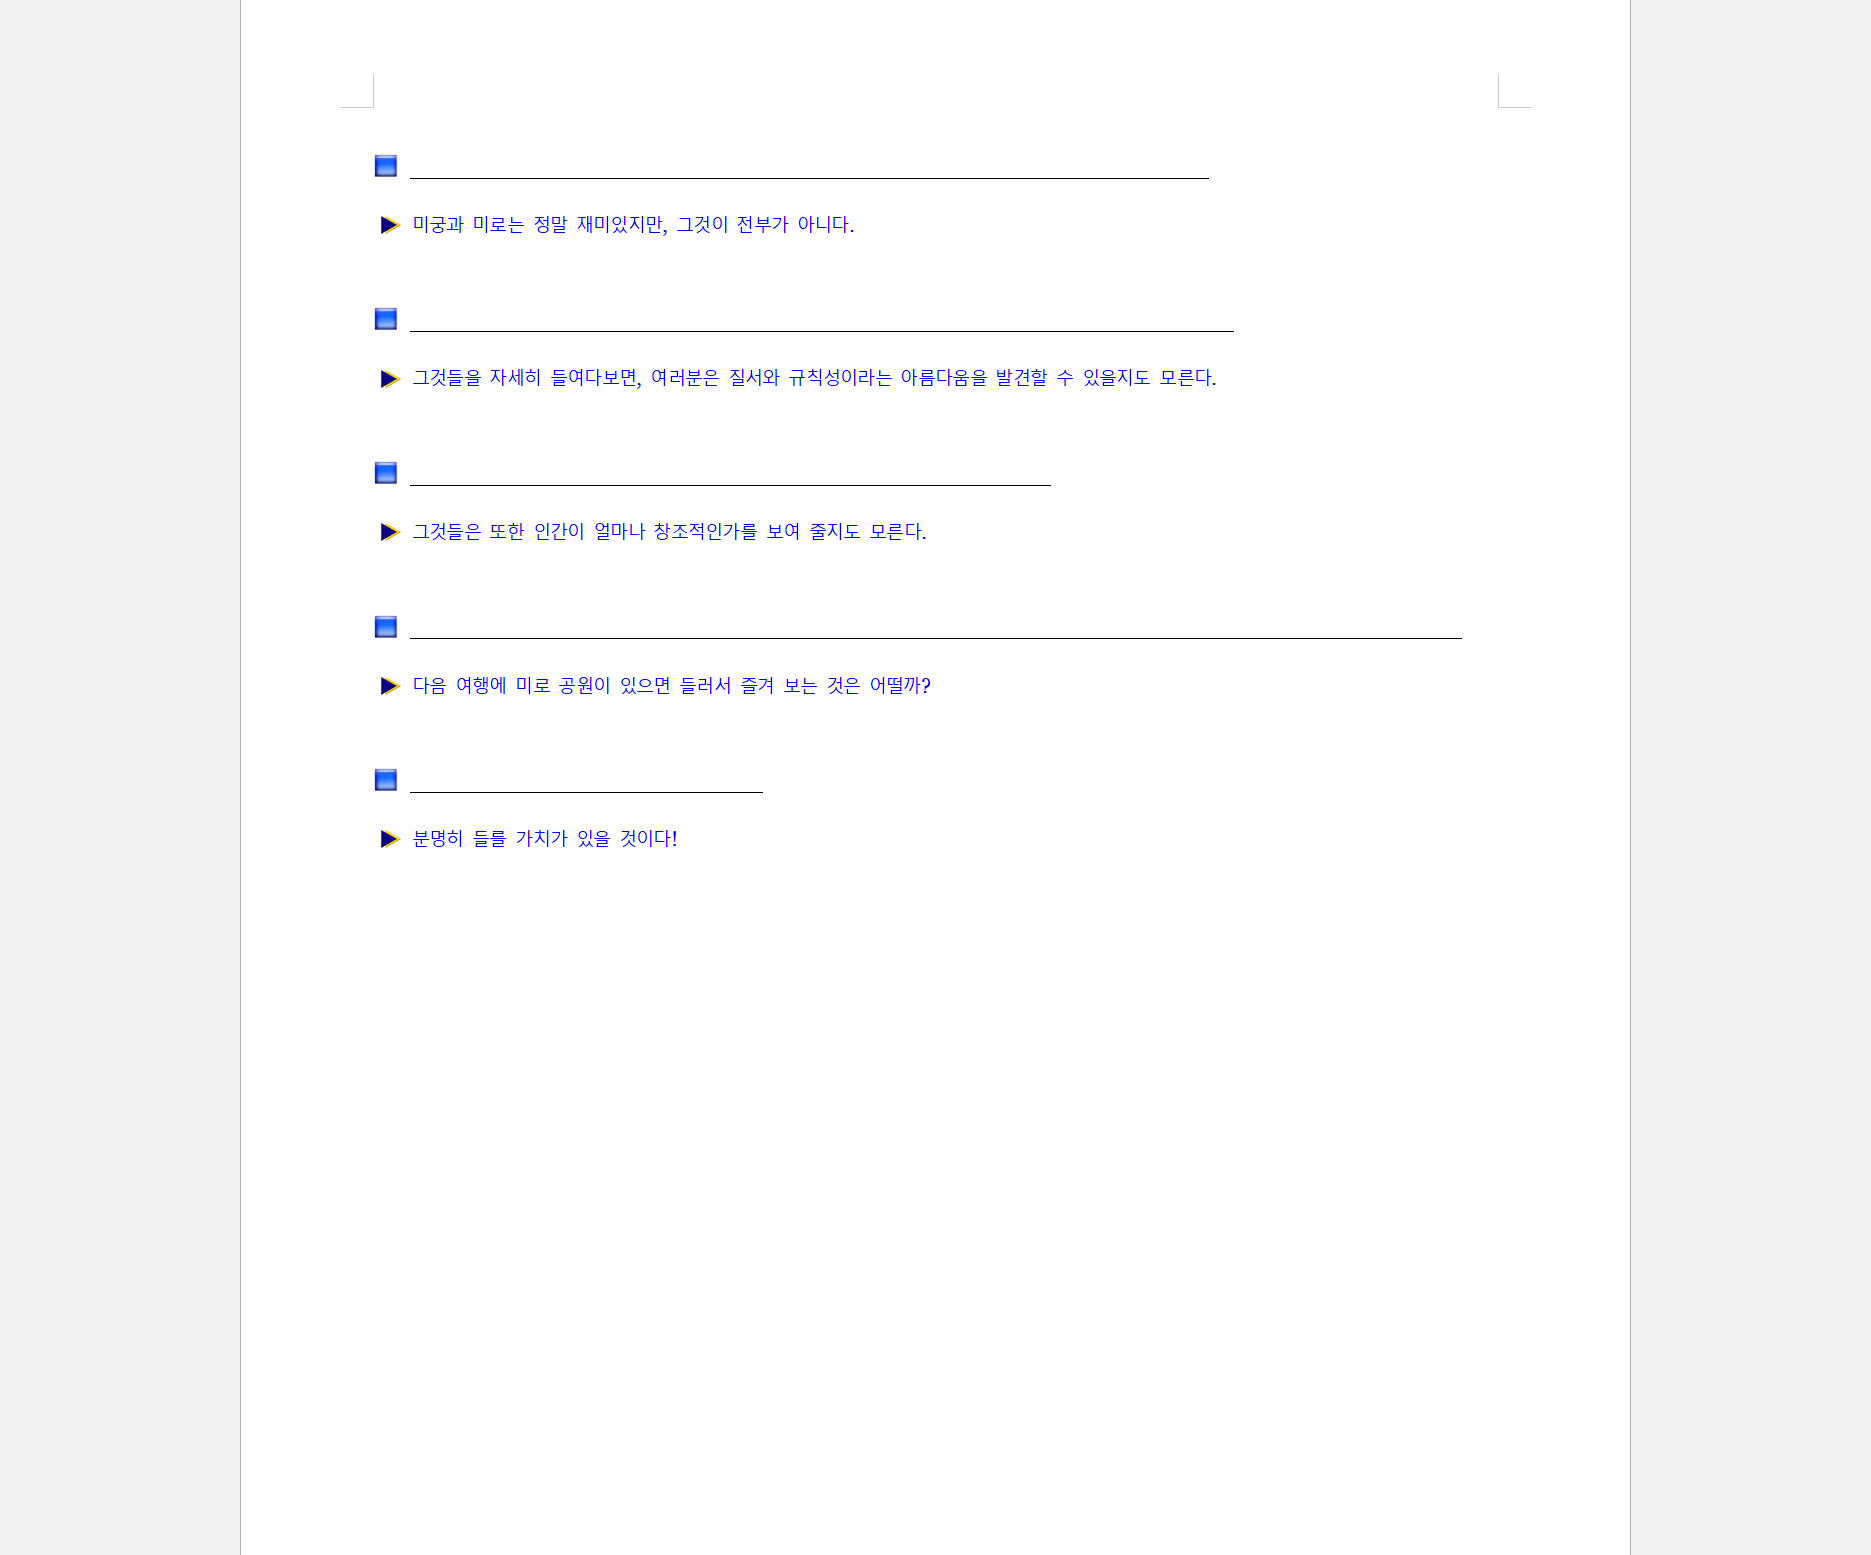 미궁과 미로는 정말 재미있지만, 그것이 전부가 아니다.
그것들을 자세히 들여다보면, 여러분은 질서와 규칙성이라는 아름다움을 발견할 수 있을지도 모른다.
그것들은 또한 인간이 얼마나 창조적인가를 보여 줄지도 모른다.
다음 여행에 미로 공원이 있으면 들러서 즐겨 보는 것은 어떨까?
분명히 들를 가치가 있을 것이다!